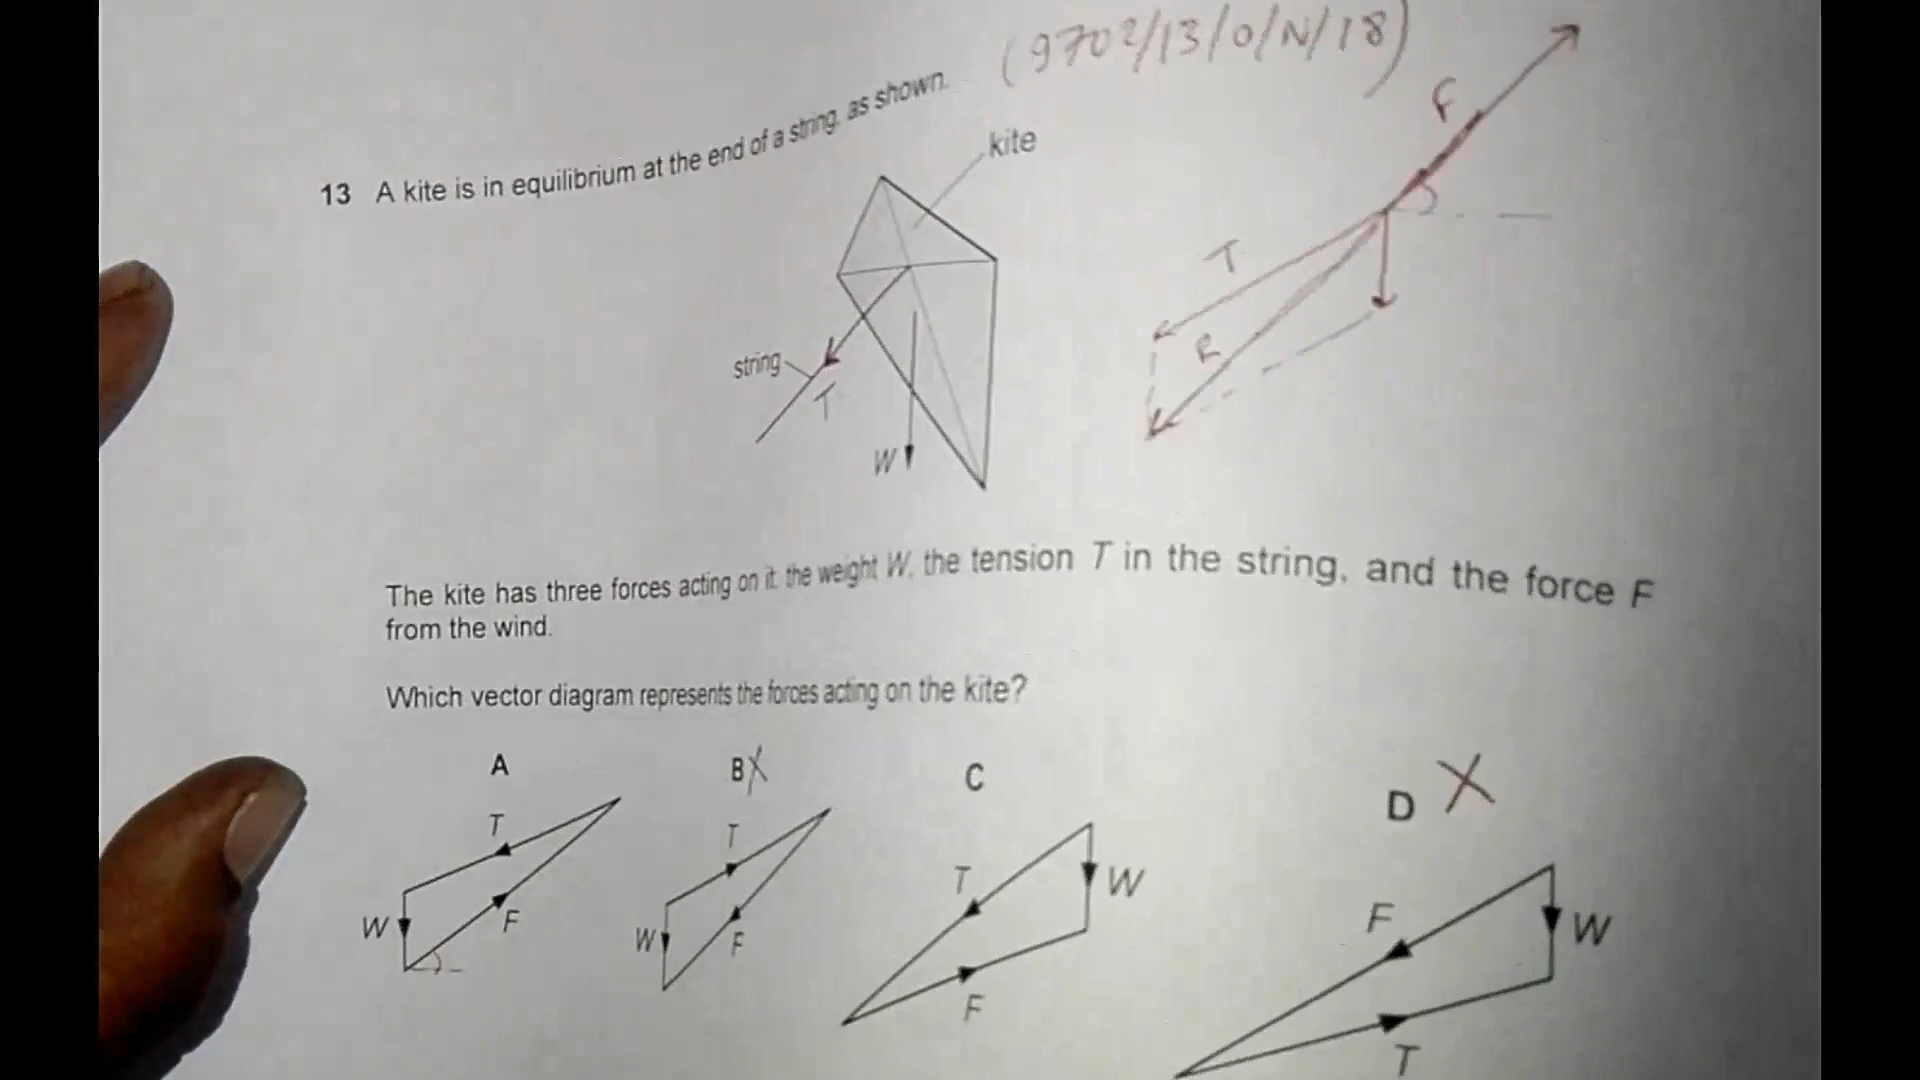 (9702/13/O/N/18)
13 A kite is in equilibrium at the end of a string, as shown.
kite
string
T
W
F
T
R
The kite has three forces acting on it: the weight W, the tension T in the string, and the force F
from the wind.
Which vector diagram represents the forces acting on the kite?
A
B X
C
D X
T
W
F
T
W
F
T
W
F
F
W
T